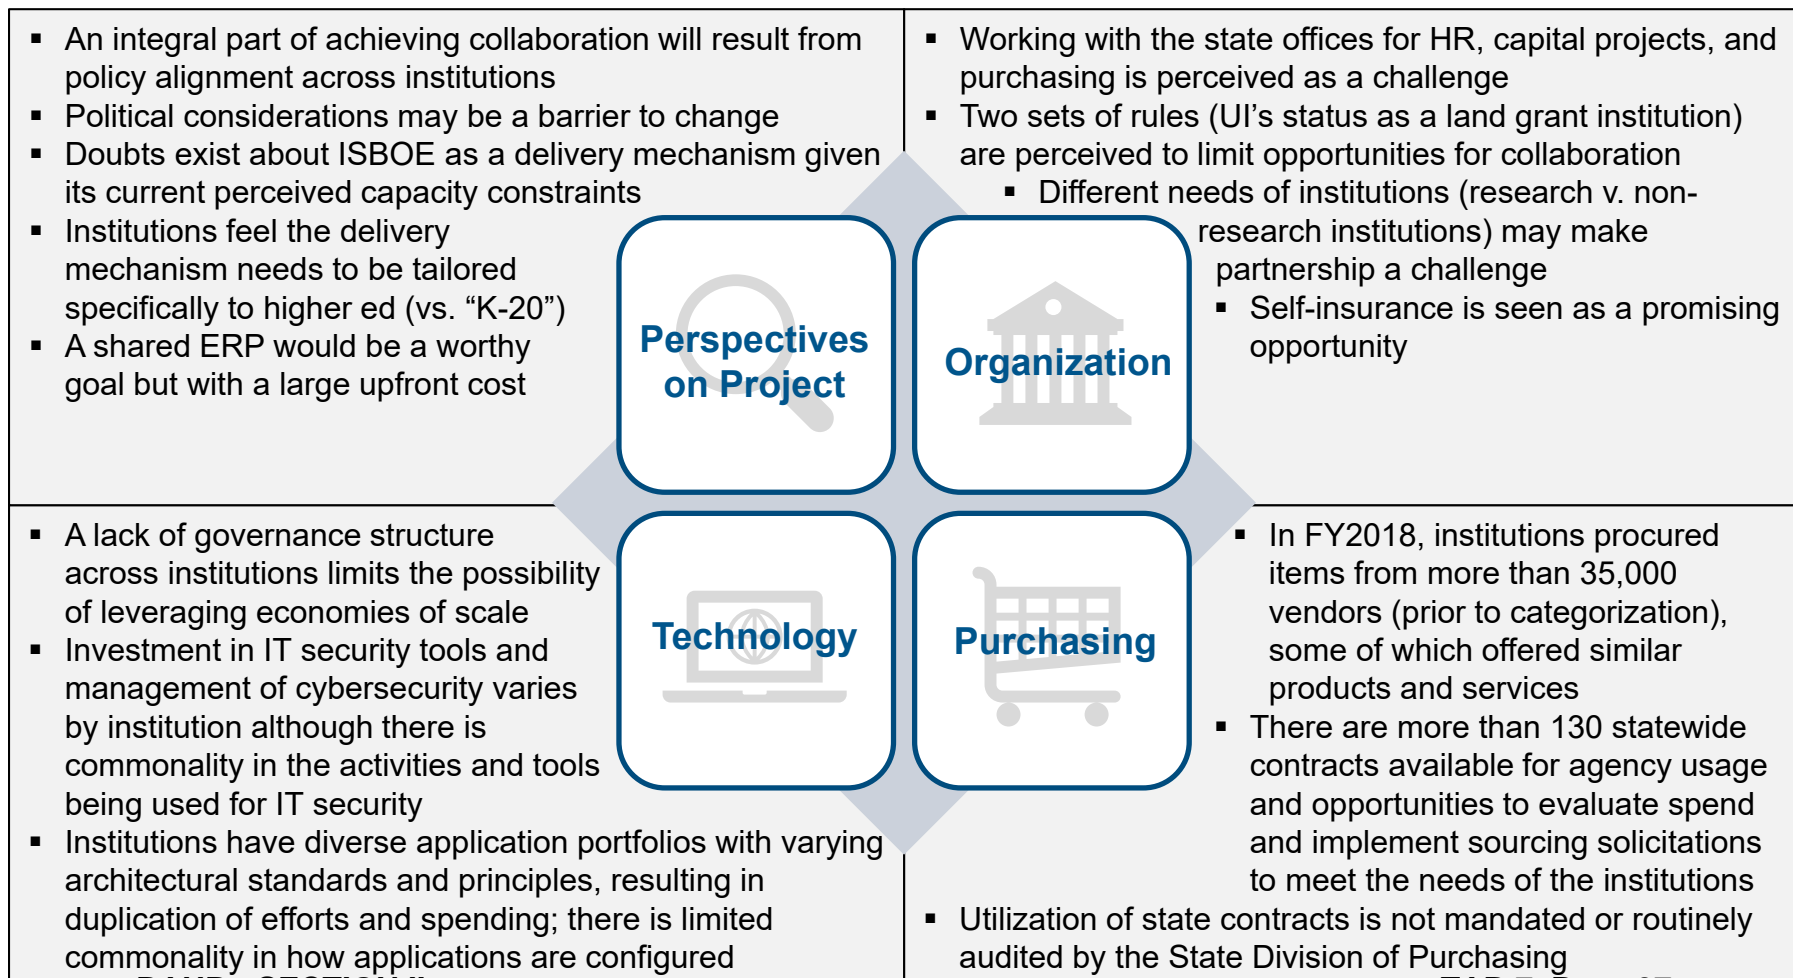 ▪ An integral part of achieving collaboration will result from
policy alignment across institutions
▪ Political considerations may be a barrier to change
▪ Doubts exist about ISBOE as a delivery mechanism given
its current perceived capacity constraints
▪ Institutions feel the delivery
mechanism needs to be tailored
specifically to higher ed (vs. “K-20”)
▪ A shared ERP would be a worthy
goal but with a large upfront cost
Perspectives
on Project
▪ Working with the state offices for HR, capital projects, and
purchasing is perceived as a challenge
▪ Two sets of rules (UI’s status as a land grant institution)
are perceived to limit opportunities for collaboration
▪ Different needs of institutions (research v. non-
research institutions) may make
partnership a challenge
▪ Self-insurance is seen as a promising
opportunity
Organization
▪ A lack of governance structure
across institutions limits the possibility
of leveraging economies of scale
▪ Investment in IT security tools and
management of cybersecurity varies
by institution although there is
commonality in the activities and tools
being used for IT security
▪ Institutions have diverse application portfolios with varying
architectural standards and principles, resulting in
duplication of efforts and spending; there is limited
commonality in how applications are configured
Technology
▪ In FY2018, institutions procured
items from more than 35,000
vendors (prior to categorization),
some of which offered similar
products and services
▪ There are more than 130 statewide
contracts available for agency usage
and opportunities to evaluate spend
and implement sourcing solicitations
to meet the needs of the institutions
▪ Utilization of state contracts is not mandated or routinely
audited by the State Division of Purchasing
Purchasing